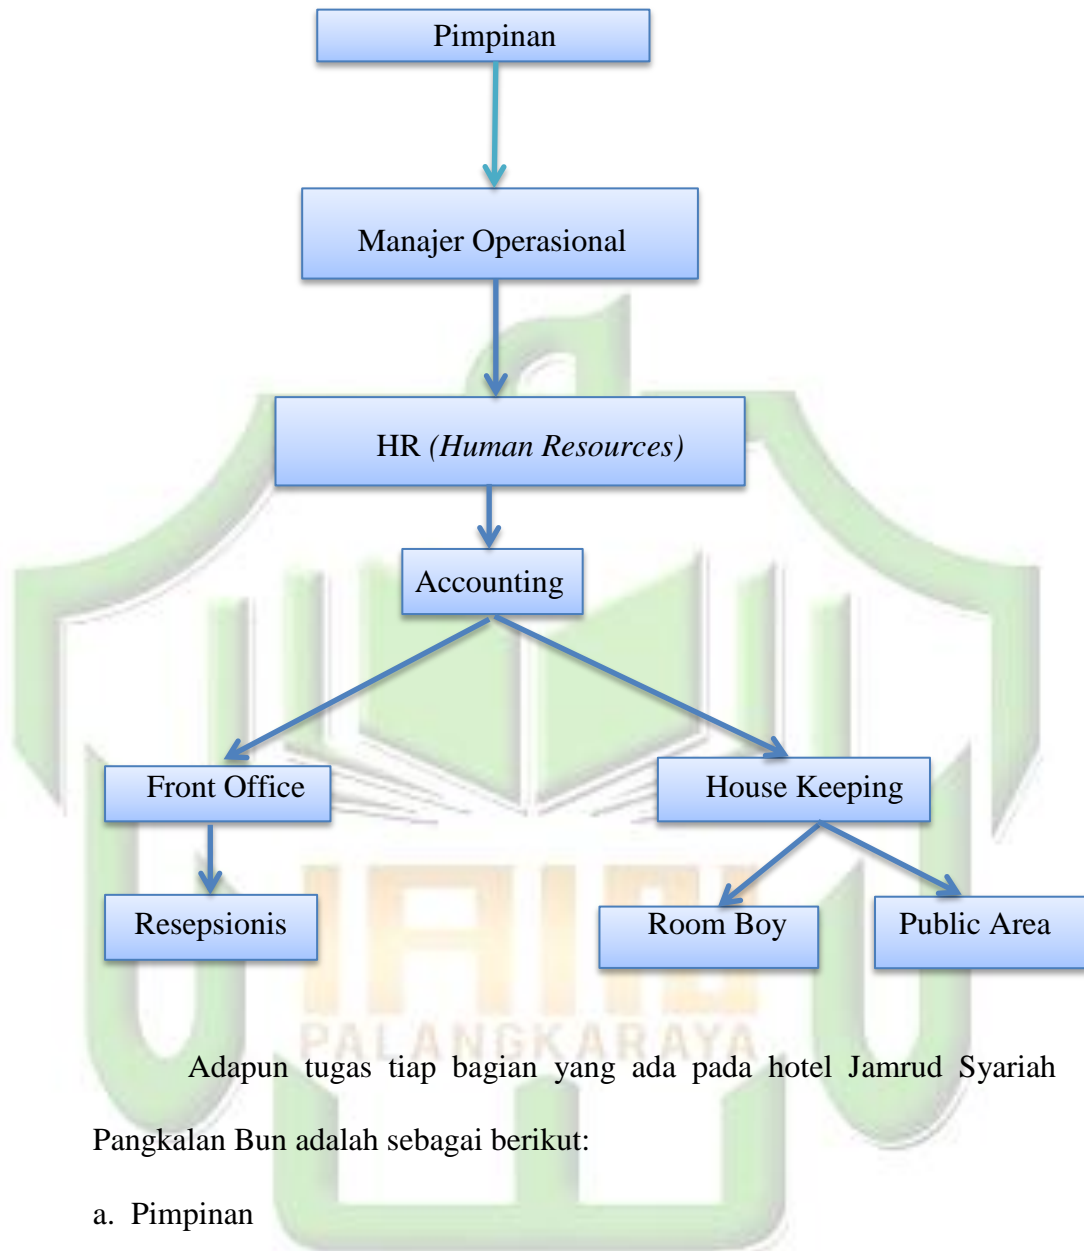 Pimpinan
Manajer Operasional
HR (Human Resources)
Accounting
Front Office
House Keeping
Resepsionis
Room Boy
Public Area
IAIN
PALANGKARAYA
Adapun tugas tiap bagian yang ada pada hotel Jamrud Syariah
Pangkalan Bun adalah sebagai berikut:
a. Pimpinan